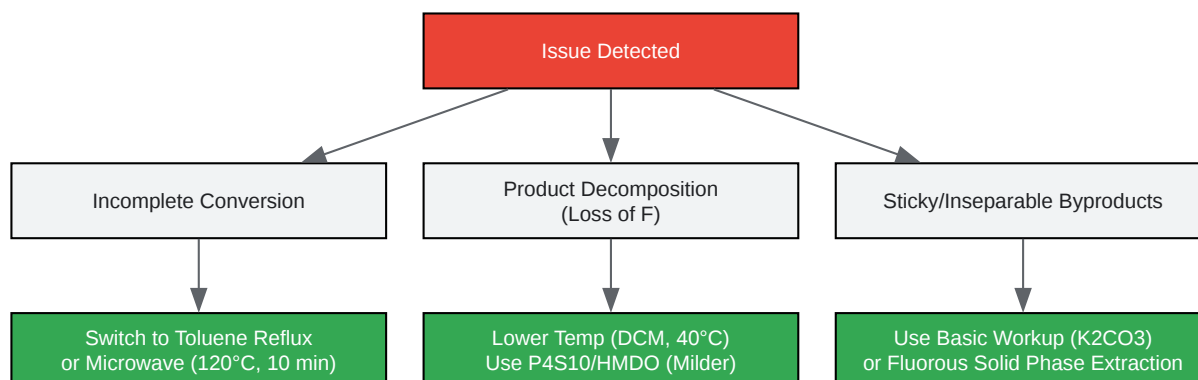 Issue Detected
Incomplete Conversion
Product Decomposition
(Loss of F)
Sticky/Inseparable Byproducts
Switch to Toluene Reflux
or Microwave (120°C, 10 min)
Lower Temp (DCM, 40°C)
Use P4S10/HMDO (Milder)
Use Basic Workup (K2CO3)
or Fluorous Solid Phase Extraction